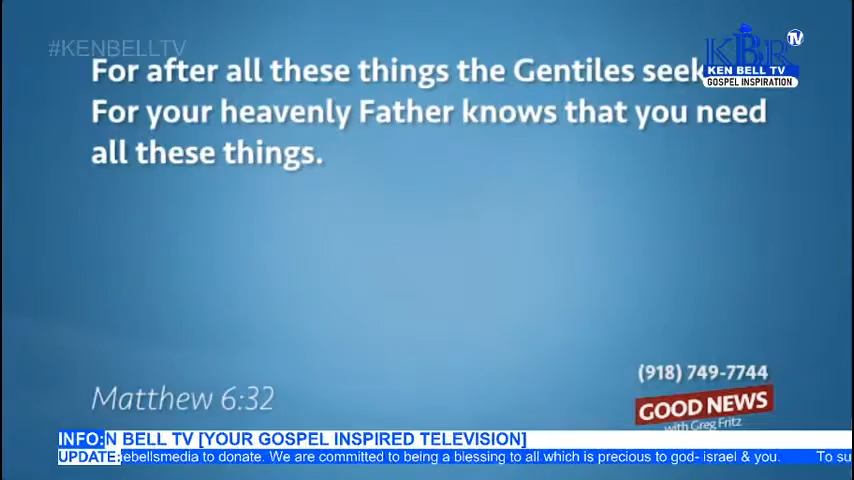 #KENBELLTV
KBR TV
KEN BELL TV
GOSPEL INSPIRATION
For after all these things the Gentiles seek
For your heavenly Father knows that you need
all these things.
(918) 749-7744
Matthew 6:32
GOOD NEWS
with Greg Fritz
INFO:N BELL TV [YOUR GOSPEL INSPIRED TELEVISION]
UPDATE:ebellsmedia to donate. We are committed to being a blessing to all which is precious to god- israel & you. To su